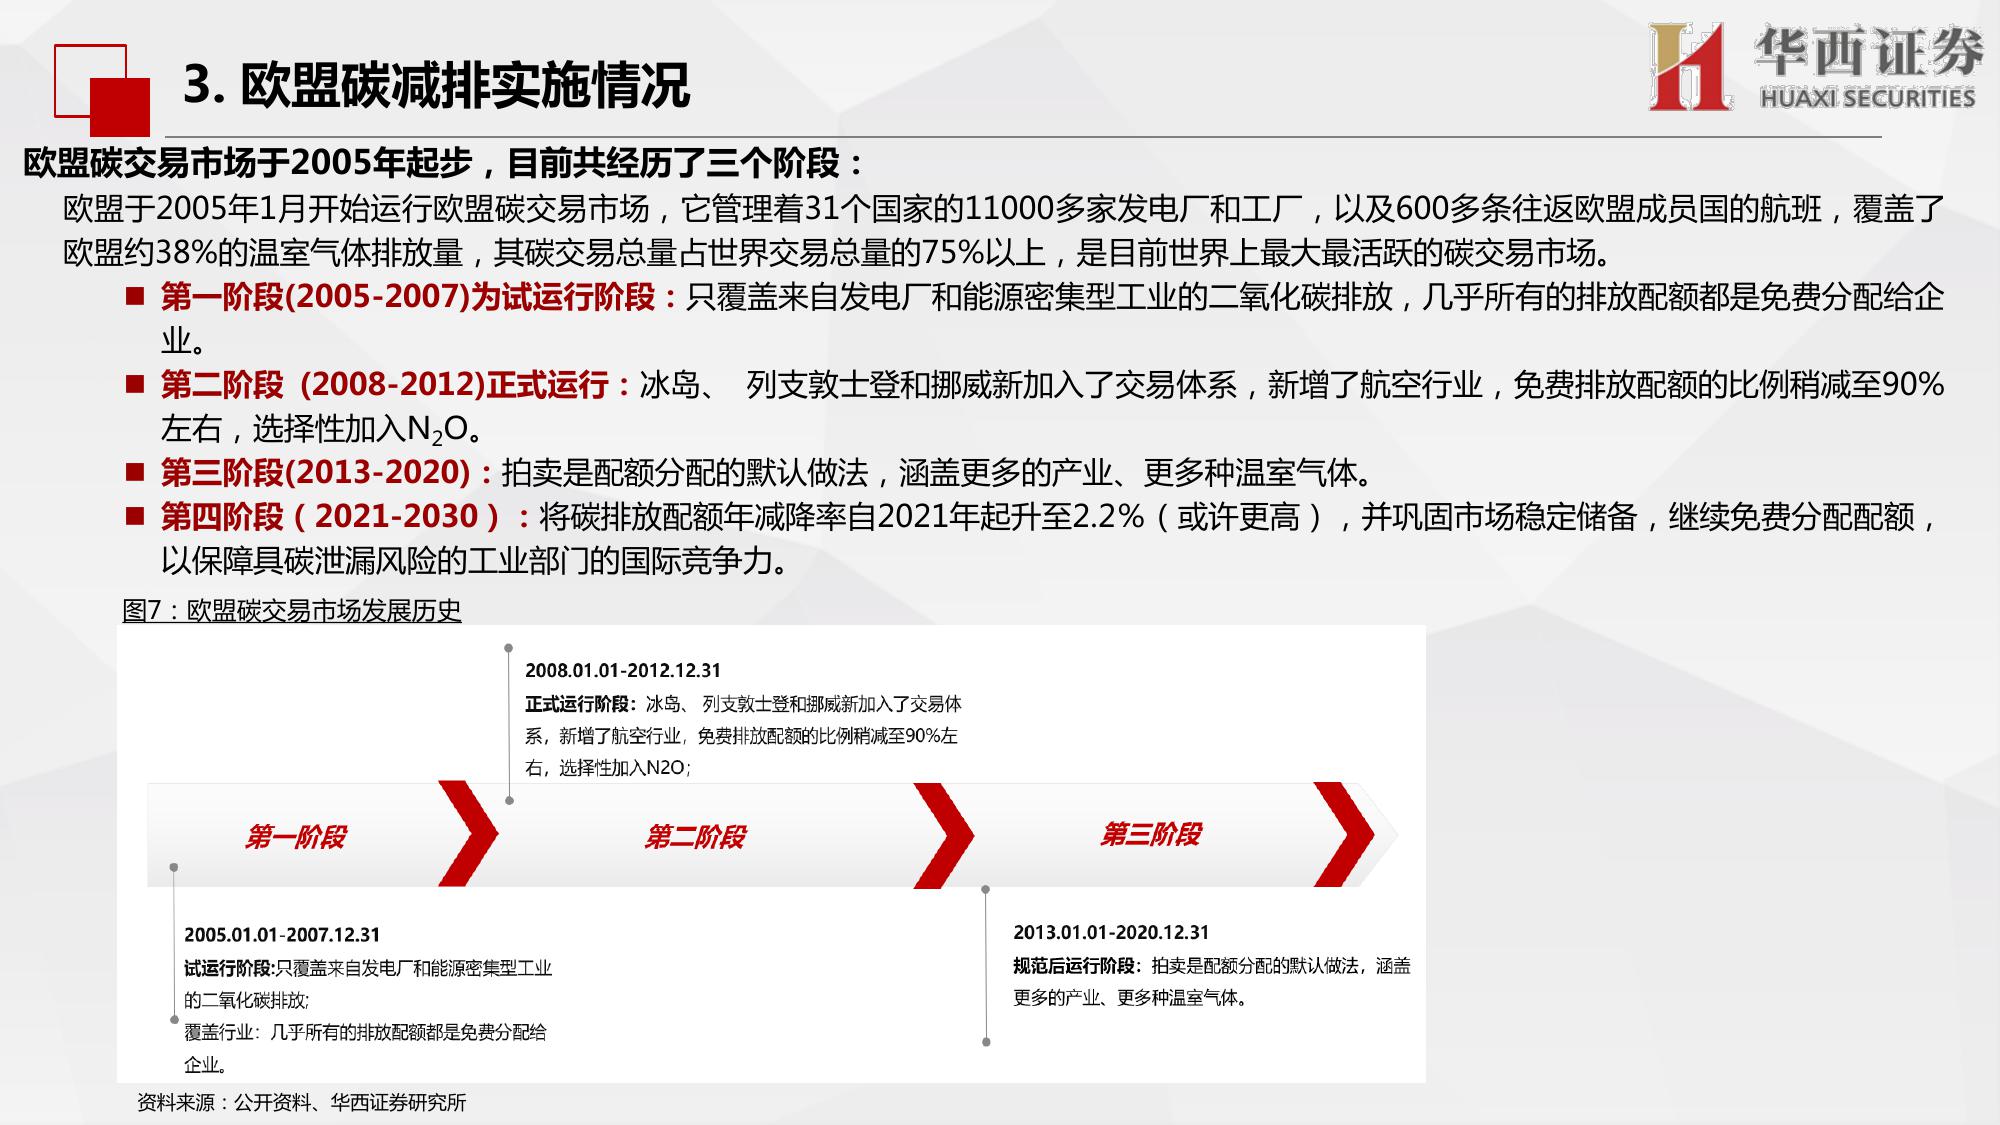 3. 欧盟碳减排实施情况
华西证券
HUAXI SECURITIES
欧盟碳交易市场于2005年起步，目前共经历了三个阶段：
欧盟于2005年1月开始运行欧盟碳交易市场，它管理着31个国家的11000多家发电厂和工厂，以及600多条往返欧盟成员国的航班，覆盖了
欧盟约38%的温室气体排放量，其碳交易总量占世界交易总量的75%以上，是目前世界上最大最活跃的碳交易市场。
■ 第一阶段(2005-2007)为试运行阶段：只覆盖来自发电厂和能源密集型工业的二氧化碳排放，几乎所有的排放配额都是免费分配给企
业。
■ 第二阶段 (2008-2012)正式运行：冰岛、 列支敦士登和挪威新加入了交易体系，新增了航空行业，免费排放配额的比例稍减至90%
左右，选择性加入N₂O。
■ 第三阶段(2013-2020)：拍卖是配额分配的默认做法，涵盖更多的产业、更多种温室气体。
■ 第四阶段（2021-2030）：将碳排放配额年减降率自2021年起升至2.2%（或许更高），并巩固市场稳定储备，继续免费分配配额，
以保障具碳泄漏风险的工业部门的国际竞争力。
图7：欧盟碳交易市场发展历史
2008.01.01-2012.12.31
正式运行阶段：冰岛、 列支敦士登和挪威新加入了交易体
系，新增了航空行业，免费排放配额的比例稍减至90%左
右，选择性加入N2O；
第一阶段
第二阶段
第三阶段
2005.01.01-2007.12.31
试运行阶段:只覆盖来自发电厂和能源密集型工业
的二氧化碳排放;
覆盖行业：几乎所有的排放配额都是免费分配给
企业。
2013.01.01-2020.12.31
规范后运行阶段：拍卖是配额分配的默认做法，涵盖
更多的产业、更多种温室气体。
资料来源：公开资料、华西证券研究所